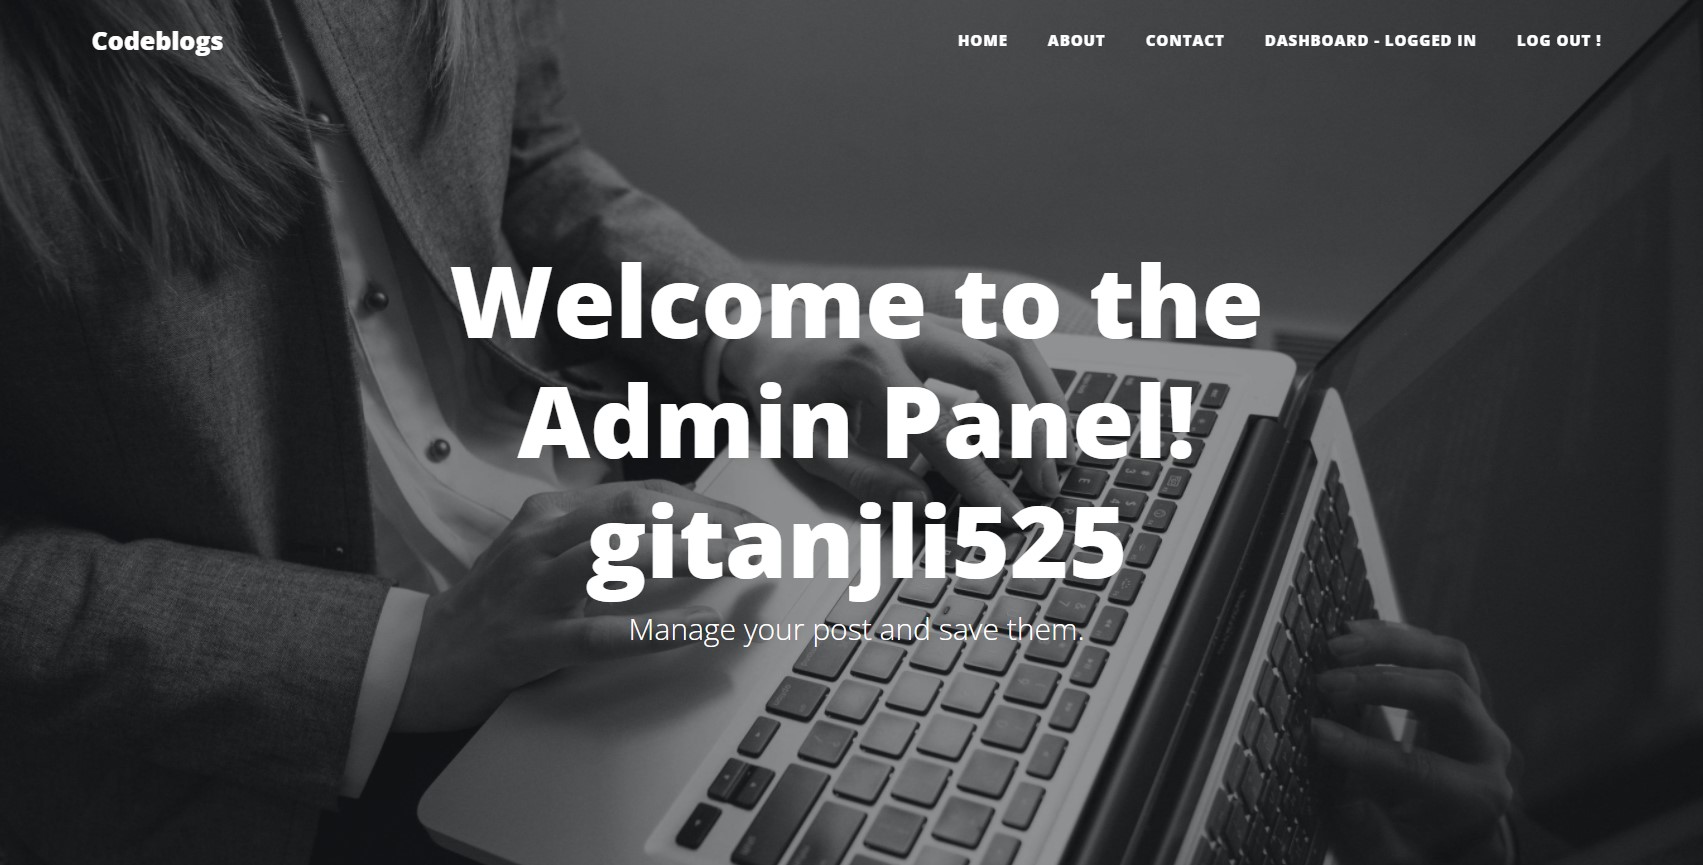 Codeblogs
HOME ABOUT CONTACT DASHBOARD - LOGGED IN LOG OUT !
Welcome to the
Admin Panel!
gitanjli525
Manage your post and save them.